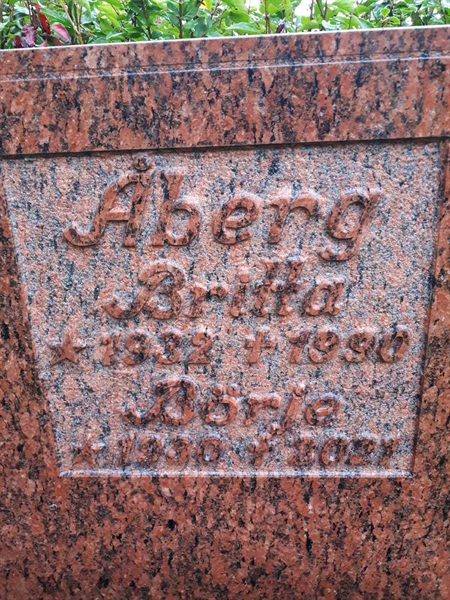 Åberg
Britta
★ 1932 + 1990
Börje
★ 1930 + 2021